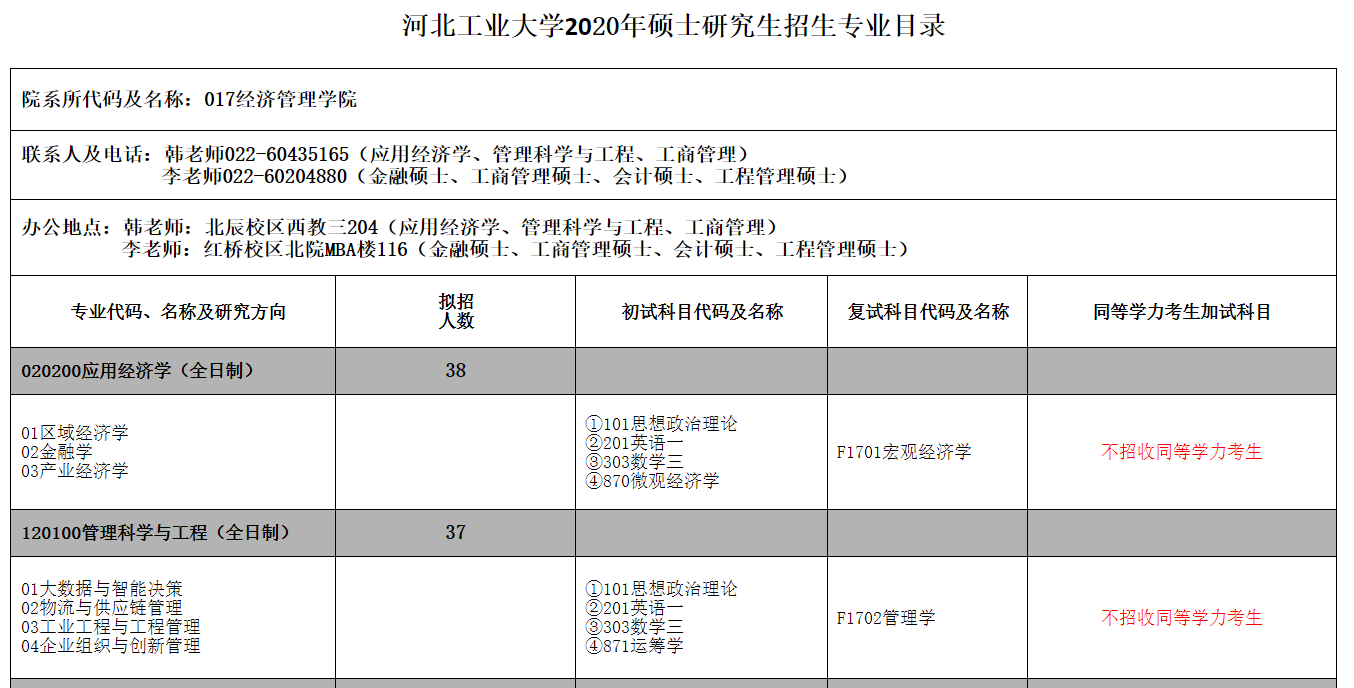 河北工业大学2020年硕士研究生招生专业目录
院系所代码及名称：017经济管理学院
联系人及电话：韩老师022-60435165（应用经济学、管理科学与工程、工商管理）
李老师022-60204880（金融硕士、工商管理硕士、会计硕士、工程管理硕士）
办公地点：韩老师：北辰校区西教三204（应用经济学、管理科学与工程、工商管理）
李老师：红桥校区北院MBA楼116（金融硕士、工商管理硕士、会计硕士、工程管理硕士）
专业代码、名称及研究方向
拟招
人数
初试科目代码及名称
复试科目代码及名称
同等学力考生加试科目
020200应用经济学（全日制）
38
01区域经济学
02金融学
03产业经济学
①101思想政治理论
②201英语一
③303数学三
④870微观经济学
F1701宏观经济学
不招收同等学力考生
120100管理科学与工程（全日制）
37
01大数据与智能决策
02物流与供应链管理
03工业工程与工程管理
04企业组织与创新管理
①101思想政治理论
②201英语一
③303数学三
④871运筹学
F1702管理学
不招收同等学力考生